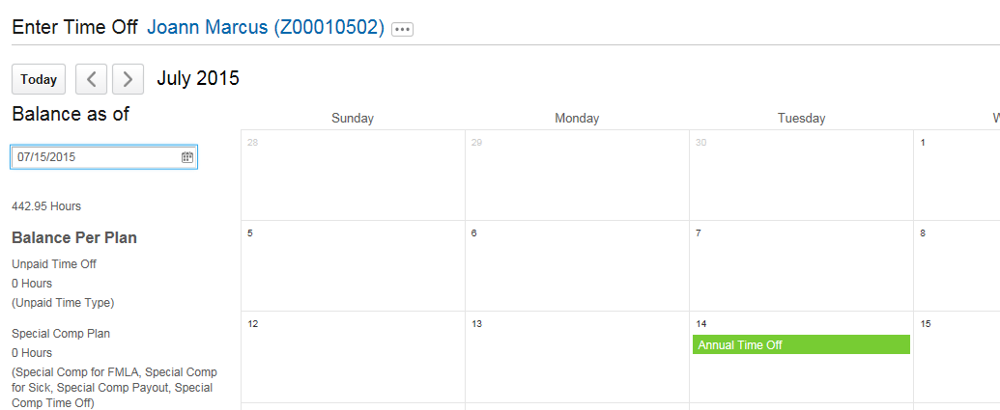 Enter Time Off Joann Marcus (Z00010502)
Today July 2015
Balance as of
07/15/2015
442.95 Hours
Balance Per Plan
Unpaid Time Off
0 Hours
(Unpaid Time Type)
Special Comp Plan
0 Hours
(Special Comp for FMLA, Special Comp
for Sick, Special Comp Payout, Special
Comp Time Off)
Sunday Monday Tuesday W
28 29 30 1
5 6 7 8
12 13 14 15
Annual Time Off